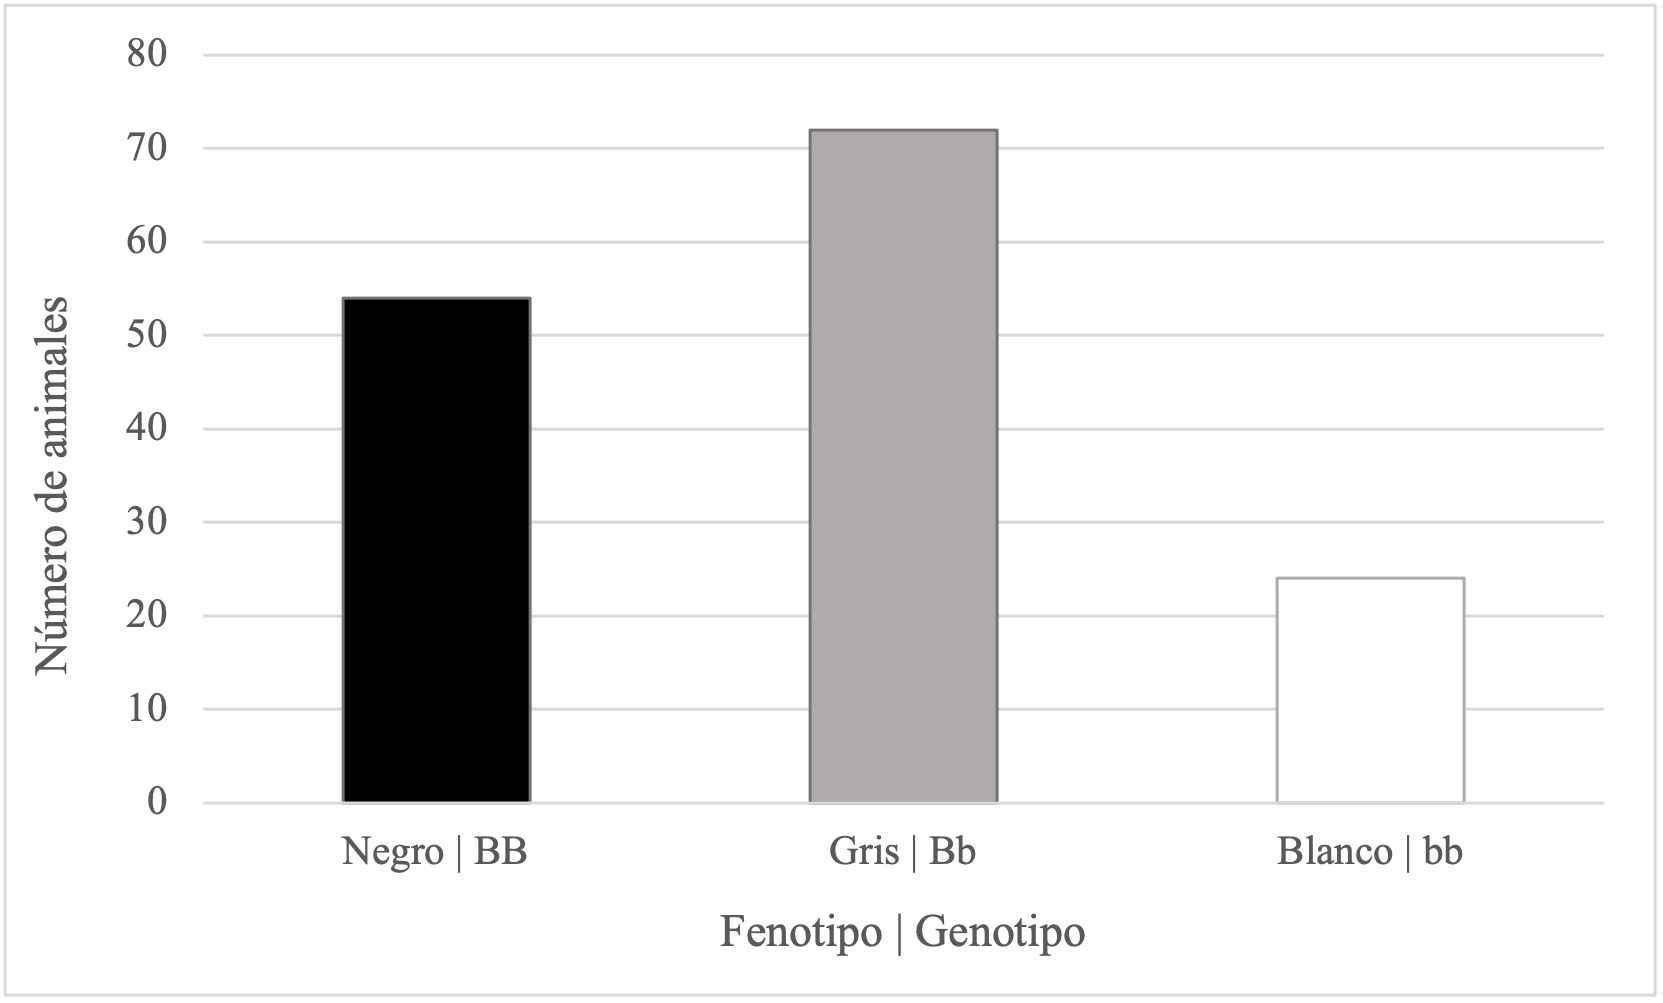 80
70
60
50
40
30
20
10
0
Número de animales
Negro | BB
Gris | Bb
Blanco | bb
Fenotipo | Genotipo